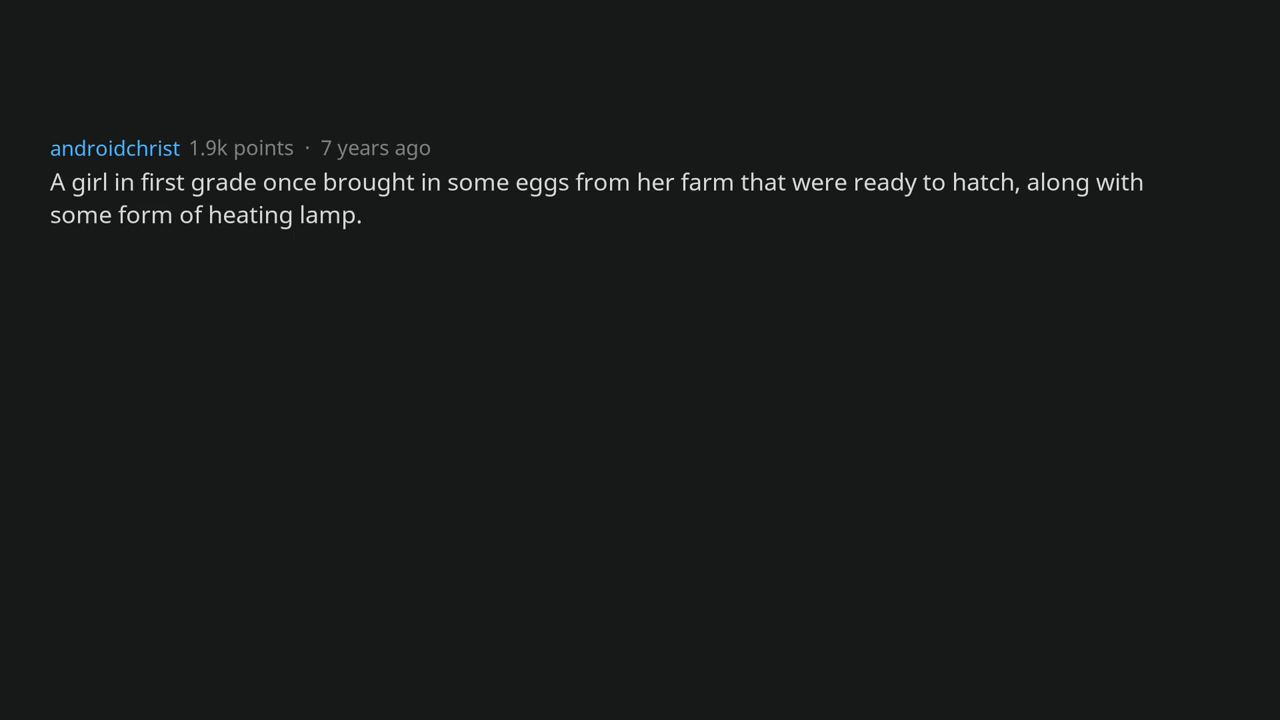 androidchrist 1.9k points · 7 years ago
A girl in first grade once brought in some eggs from her farm that were ready to hatch, along with
some form of heating lamp.